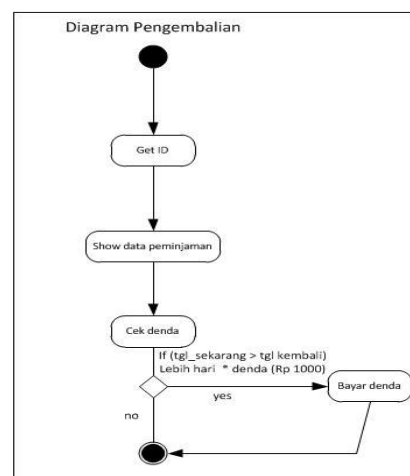 Diagram Pengembalian
Get ID
Show data peminjaman
Cek denda
If (tgl_sekarang > tgl kembali)
Lebih hari * denda (Rp 1000)
yes
Bayar denda
no